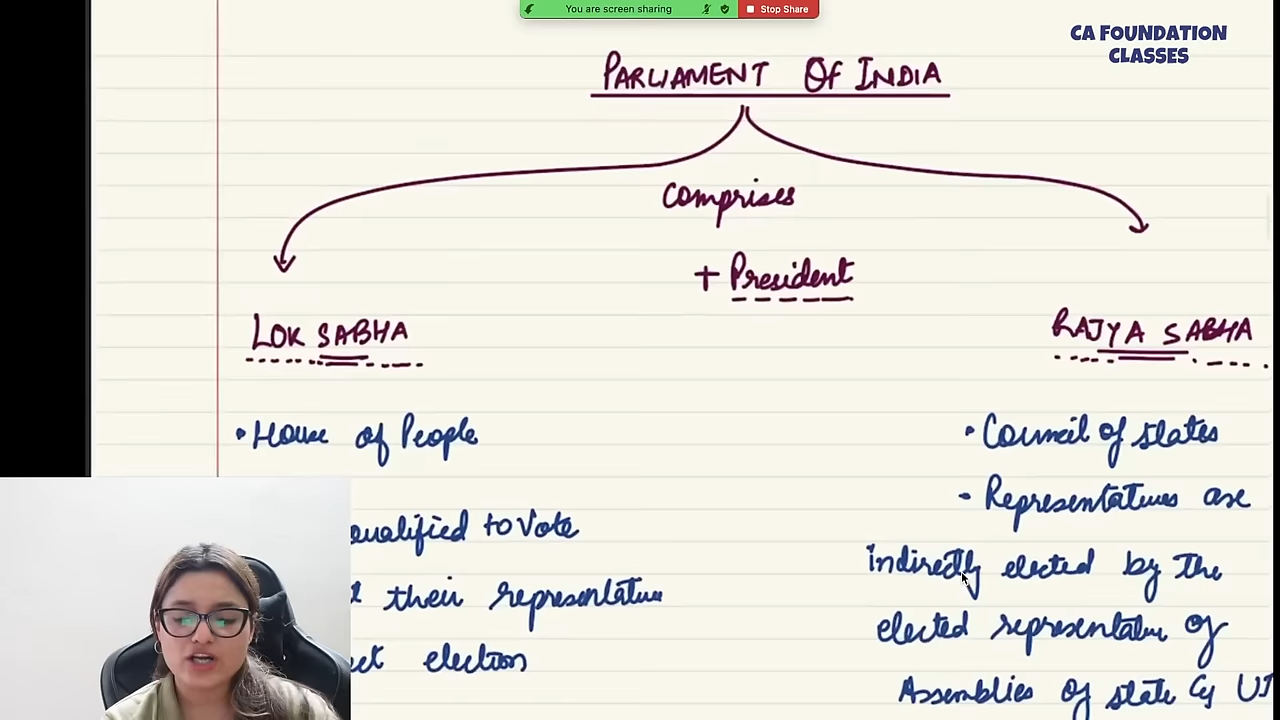 You are screen sharing
Stop Share
CA FOUNDATION
CLASSES
PARLIAMENT OF INDIA
Comprises
+ President
LOK SABHA
• House of People
qualified to vote
their representative
election
RAJYA SABHA
• Council of states
- Representatives are
indirectly elected by the
elected representative of
Assemblies of state &